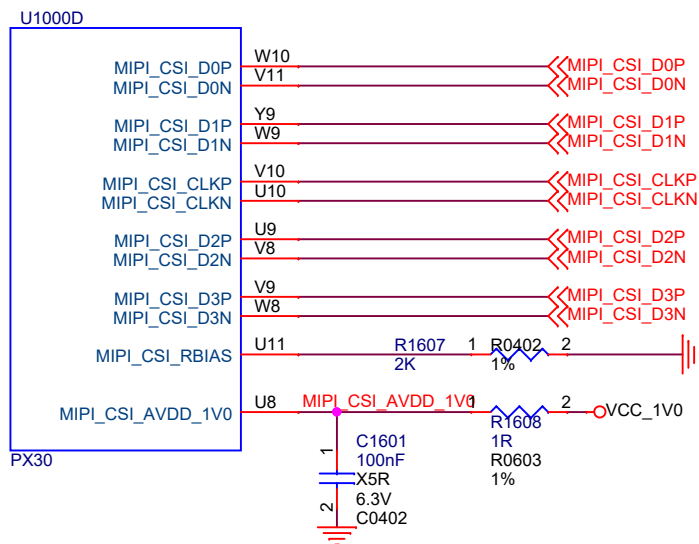 U1000D
MIPI_CSI_D0P W10 MIPI_CSI_D0P
MIPI_CSI_D0N V11 MIPI_CSI_D0N
MIPI_CSI_D1P Y9 MIPI_CSI_D1P
MIPI_CSI_D1N W9 MIPI_CSI_D1N
MIPI_CSI_CLKP V10 MIPI_CSI_CLKP
MIPI_CSI_CLKN U10 MIPI_CSI_CLKN
MIPI_CSI_D2P U9 MIPI_CSI_D2P
MIPI_CSI_D2N V8 MIPI_CSI_D2N
MIPI_CSI_D3P V9 MIPI_CSI_D3P
MIPI_CSI_D3N W8 MIPI_CSI_D3N
MIPI_CSI_RBIAS U11 R1607 1 R0402 2
2K 1%
MIPI_CSI_AVDD_1V0 U8 MIPI_CSI_AVDD_1V0 1 2 VCC_1V0
R1608
1R
R0603
1%
1 C1601
100nF
X5R
6.3V
2 C0402
PX30